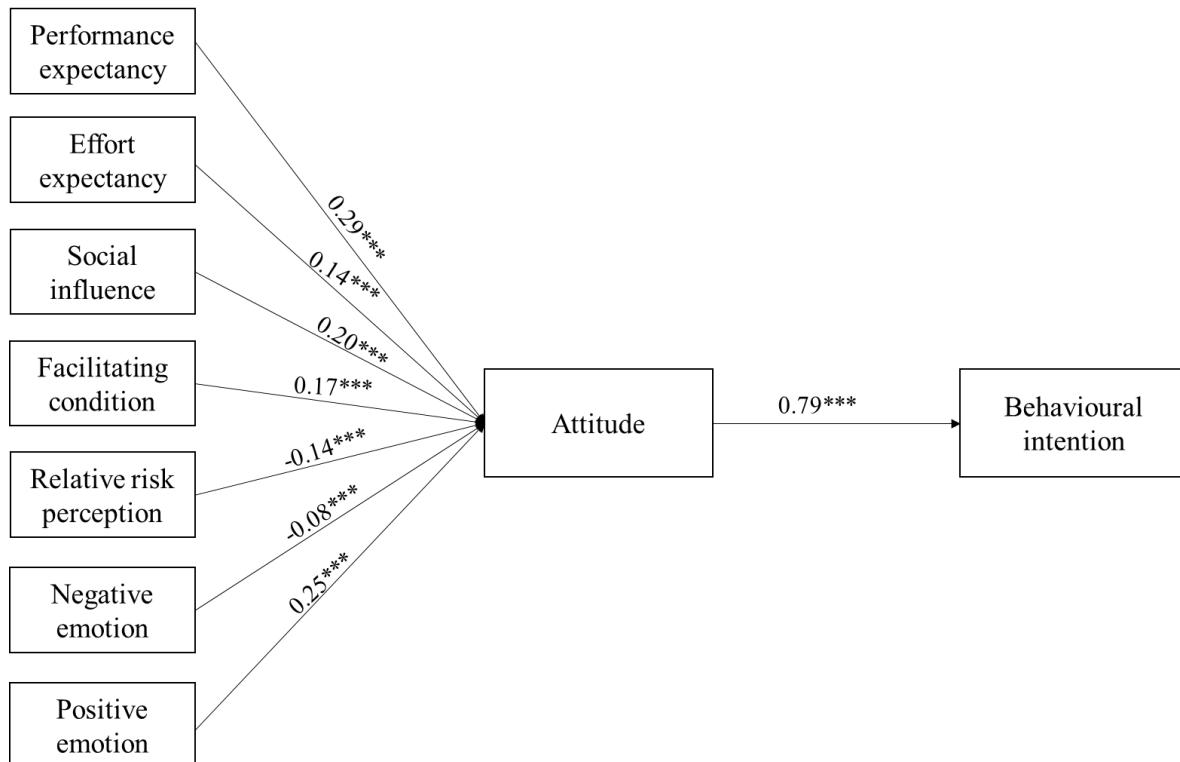 Performance
expectancy
Effort
expectancy
Social
influence
Facilitating
condition
Relative risk
perception
Negative
emotion
Positive
emotion
0.29***
0.14***
0.20***
0.17***
-0.14***
-0.08***
0.25***
Attitude
0.79***
Behavioural
intention